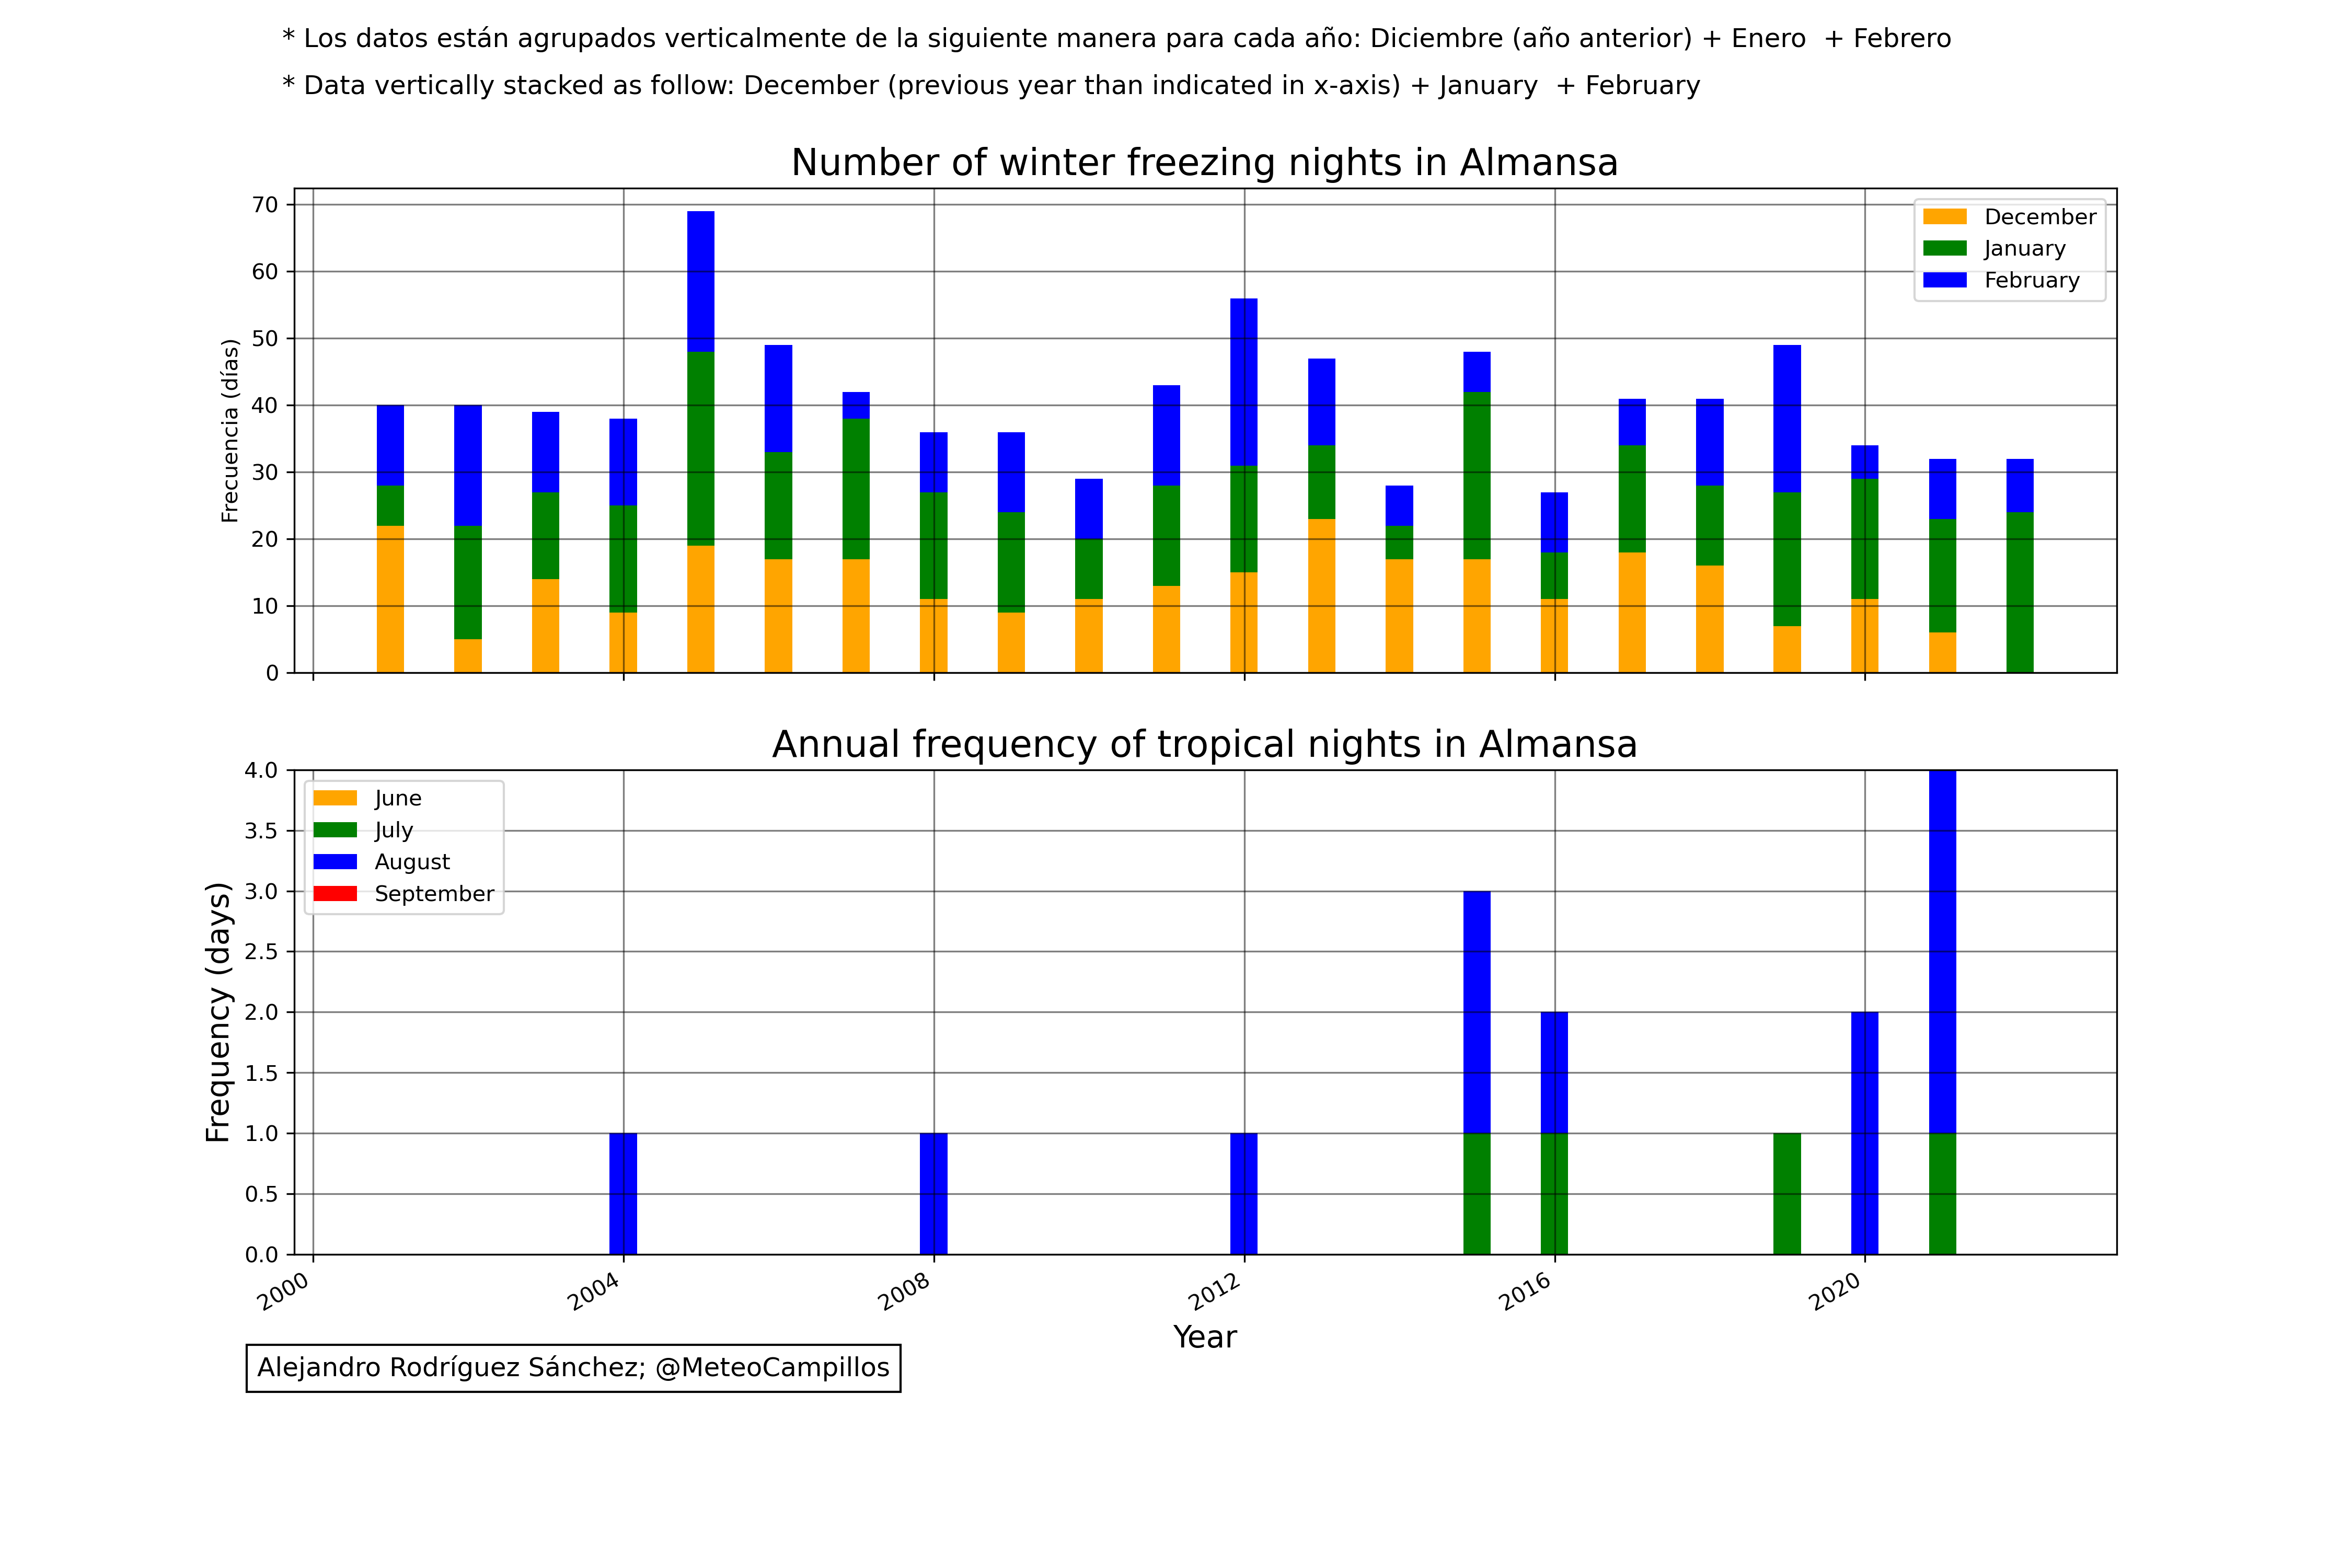 * Los datos están agrupados verticalmente de la siguiente manera para cada año: Diciembre (año anterior) + Enero  + Febrero
* Data vertically stacked as follow: December (previous year than indicated in x-axis) + January  + February
Number of winter freezing nights in Almansa
70
60
50
40
30
20
10
0
Frecuencia (días)
December
January
February
Annual frequency of tropical nights in Almansa
4.0
3.5
3.0
2.5
2.0
1.5
1.0
0.5
0.0
Frequency (days)
June
July
August
September
2000
2004
2008
2012
2016
2020
Year
Alejandro Rodríguez Sánchez; @MeteoCampillos